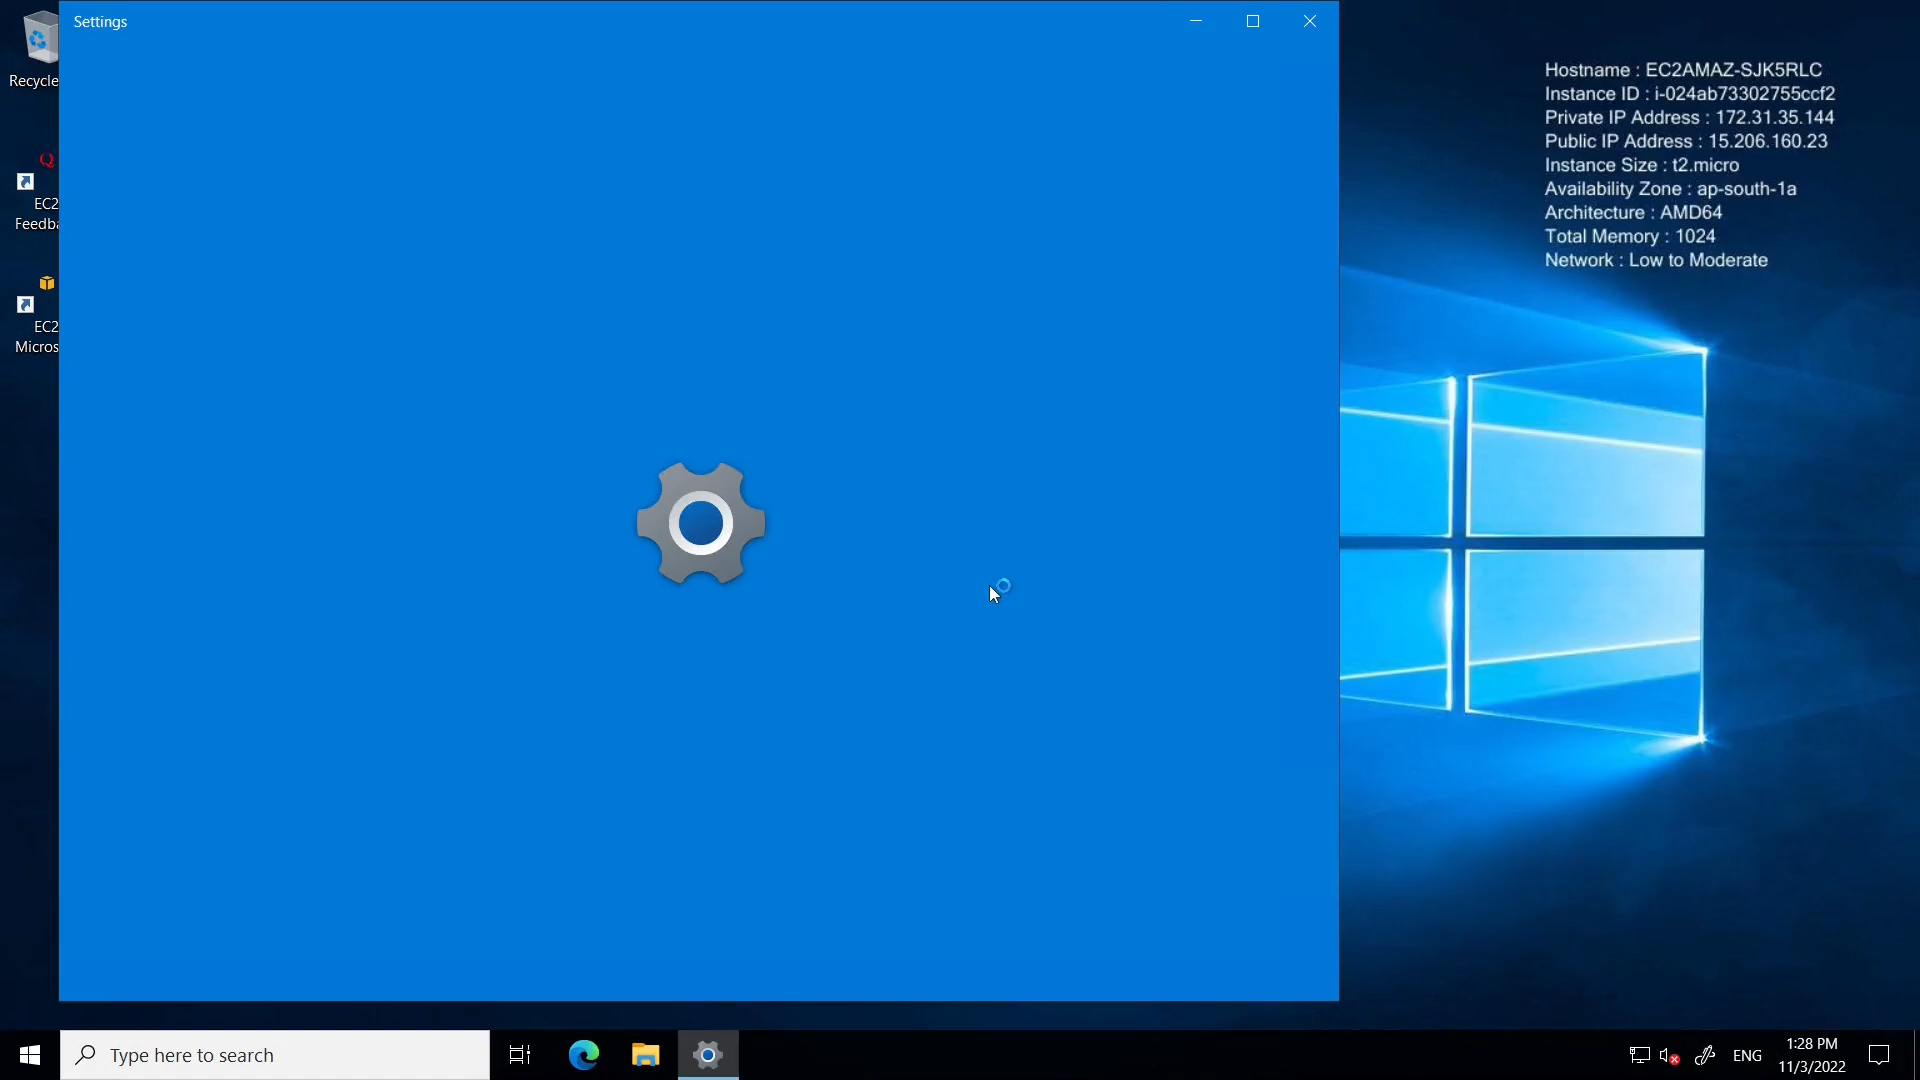 Settings
Recycle
EC2
Feedba
EC2
Micros
Hostname : EC2AMAZ-SJK5RLC
Instance ID : i-024ab73302755ccf2
Private IP Address : 172.31.35.144
Public IP Address : 15.206.160.23
Instance Size : t2.micro
Availability Zone : ap-south-1a
Architecture : AMD64
Total Memory : 1024
Network : Low to Moderate
Type here to search
ENG
1:28 PM
11/3/2022